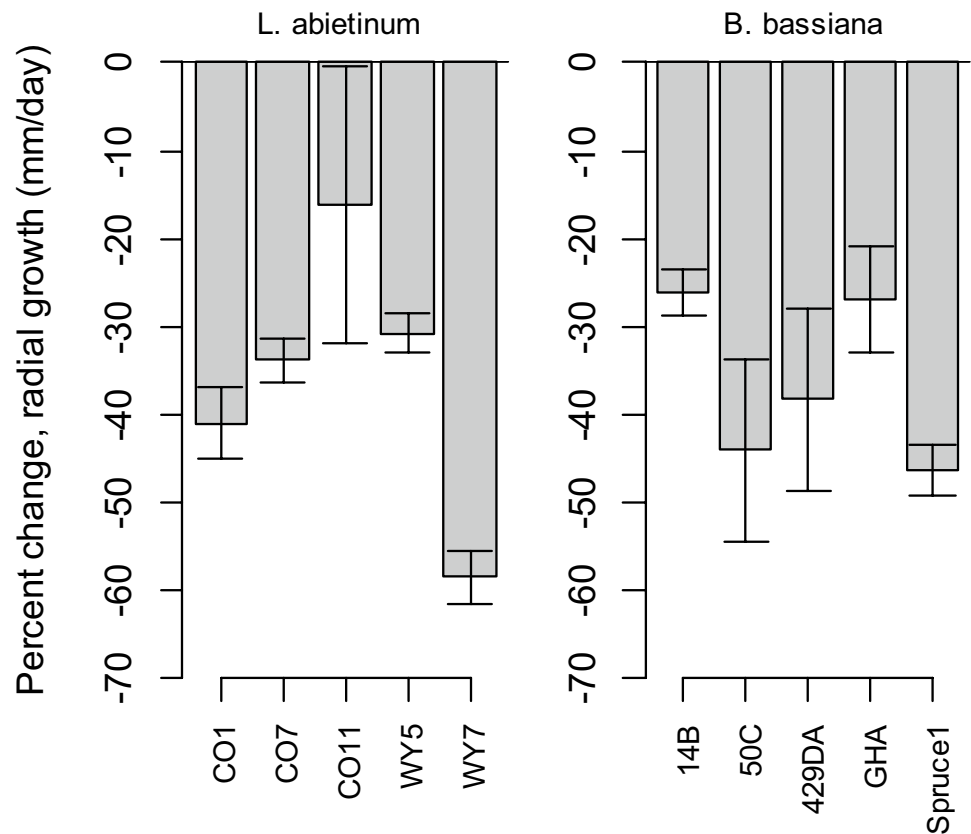 L. abietinum
B. bassiana
Percent change, radial growth (mm/day)
0
-10
-20
-30
-40
-50
-60
-70
CO1
CO7
CO11
WY5
WY7
0
-10
-20
-30
-40
-50
-60
-70
14B
50C
429DA
GHA
Spruce1